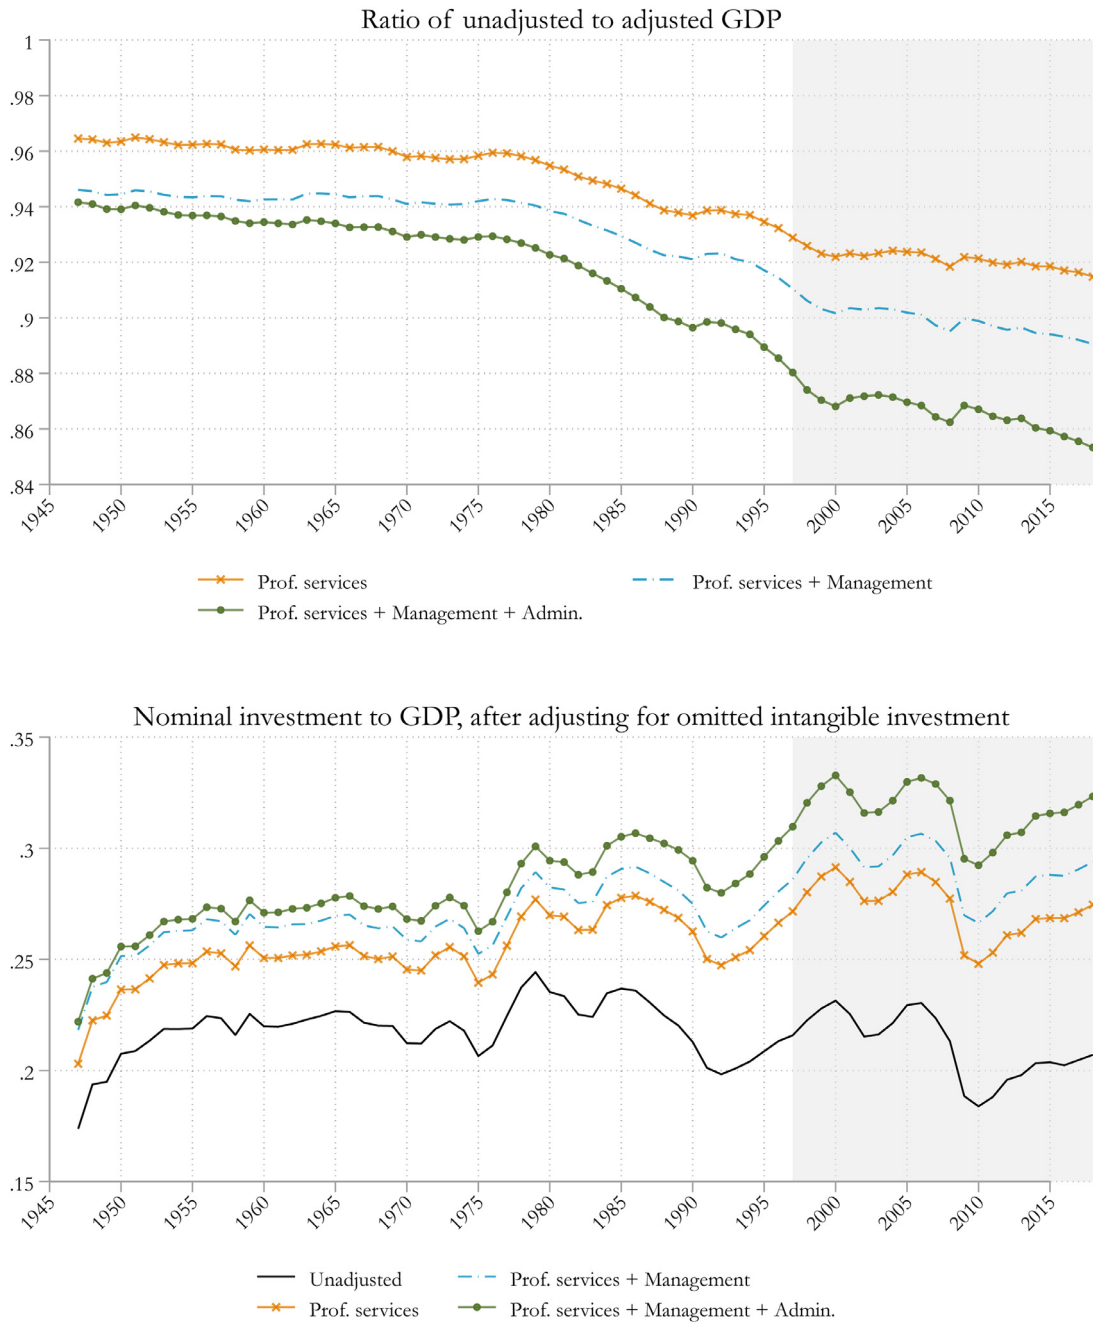 Ratio of unadjusted to adjusted GDP
1
.98
.96
.94
.92
.9
.88
.86
.84
1945 1950 1955 1960 1965 1970 1975 1980 1985 1990 1995 2000 2005 2010 2015
Prof. services Prof. services + Management
Prof. services + Management + Admin.
Nominal investment to GDP, after adjusting for omitted intangible investment
.35
.3
.25
.2
.15
1945 1950 1955 1960 1965 1970 1975 1980 1985 1990 1995 2000 2005 2010 2015
Unadjusted Prof. services + Management
Prof. services Prof. services + Management + Admin.